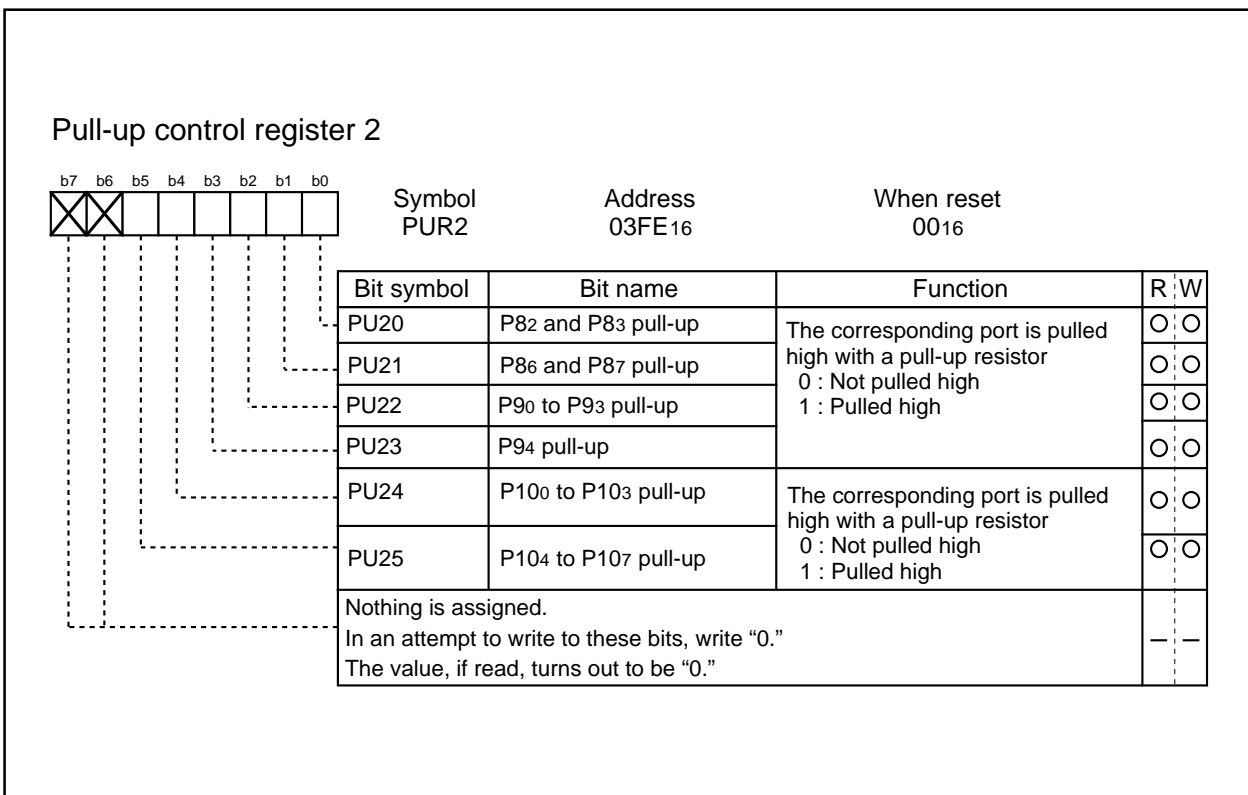 Pull-up control register 2
b7 b6 b5 b4 b3 b2 b1 b0
Symbol Address When reset
PUR2 03FE16 0016
Bit symbol Bit name Function R W
PU20 P82 and P83 pull-up The corresponding port is pulled
high with a pull-up resistor
PU21 P86 and P87 pull-up
0 : Not pulled high
1 : Pulled high
PU22 P90 to P93 pull-up
PU23 P94 pull-up
PU24 P100 to P103 pull-up The corresponding port is pulled
high with a pull-up resistor
0 : Not pulled high
PU25 P104 to P107 pull-up
1 : Pulled high
Nothing is assigned.
In an attempt to write to these bits, write “0.”
The value, if read, turns out to be “0.”